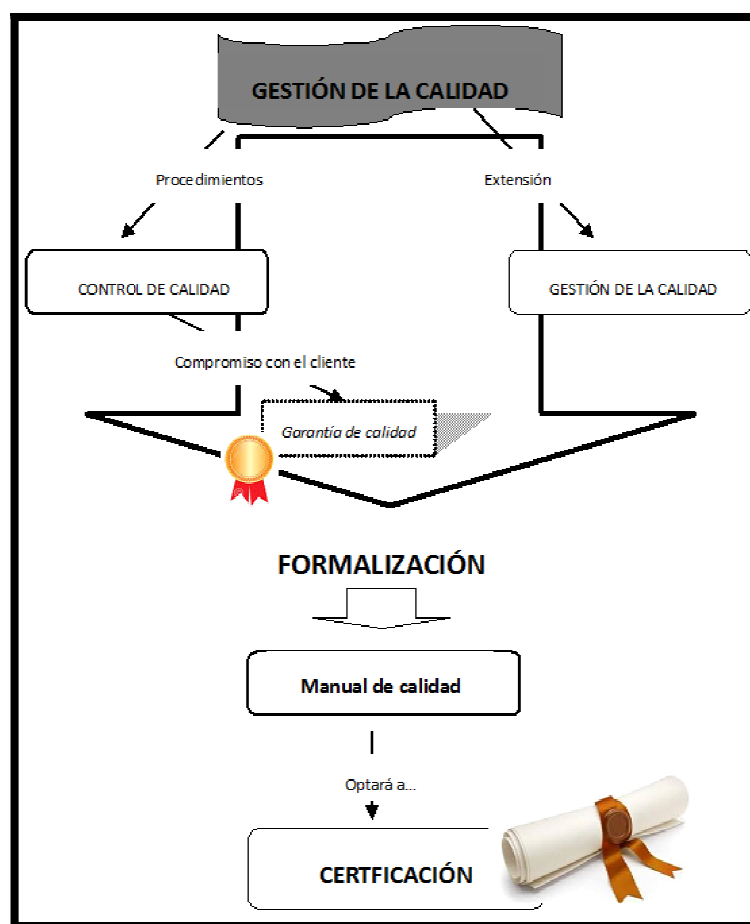 GESTIÓN DE LA CALIDAD
Procedimientos
Extensión
CONTROL DE CALIDAD
GESTIÓN DE LA CALIDAD
Compromiso con el cliente
Garantía de calidad
FORMALIZACIÓN
Manual de calidad
Optará a...
CERTFICACIÓN